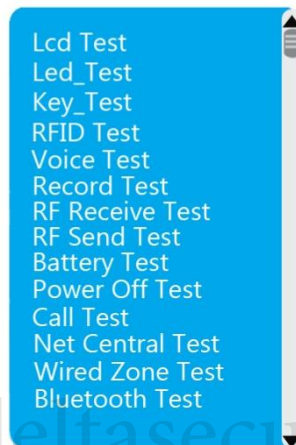 Lcd Test
Led_Test
Key_Test
RFID Test
Voice Test
Record Test
RF Receive Test
RF Send Test
Battery Test
Power Off Test
Call Test
Net Central Test
Wired Zone Test
Bluetooth Test